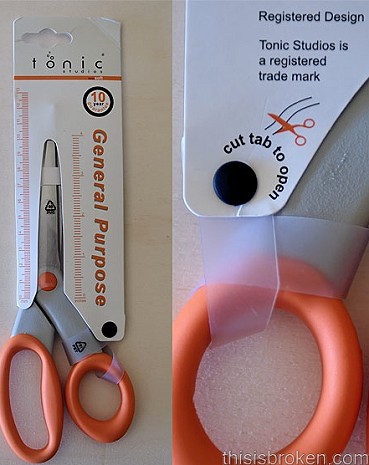 tonic
studios
10
year
General Purpose
Registered Design
Tonic Studios is
a registered
trade mark
cut tab to open
thisisbroken.com